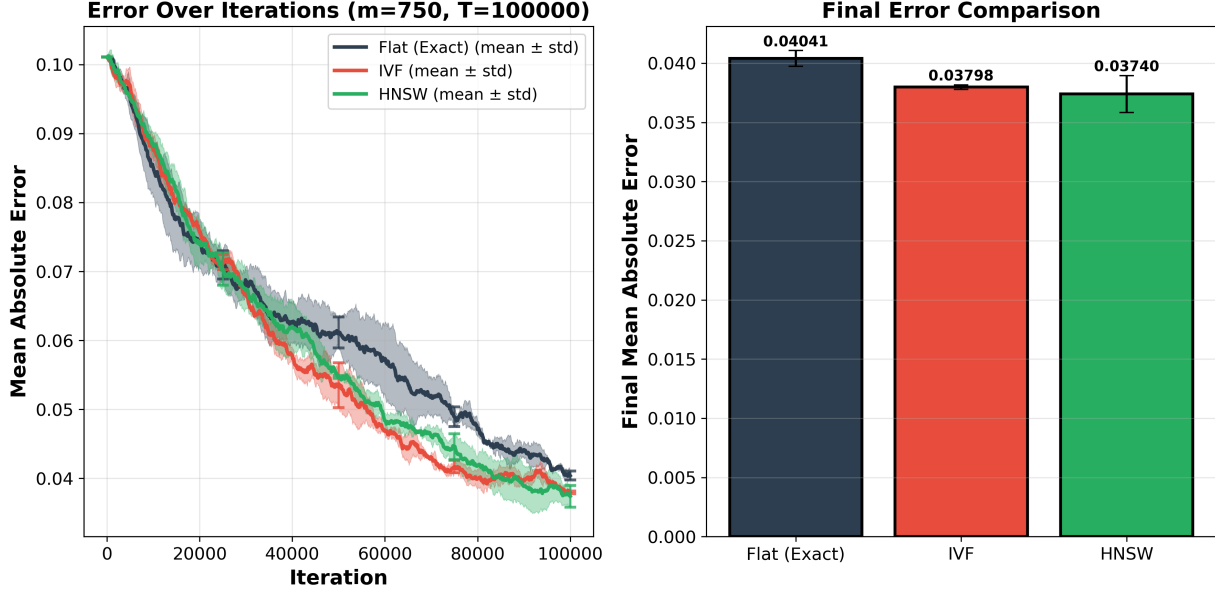 Error Over Iterations (m=750, T=100000)
Mean Absolute Error
0.10
0.09
0.08
0.07
0.06
0.05
0.04
Flat (Exact) (mean ± std)
IVF (mean ± std)
HNSW (mean ± std)
0
20000
40000
60000
80000
100000
Iteration
Final Error Comparison
Final Mean Absolute Error
0.040
0.035
0.030
0.025
0.020
0.015
0.010
0.005
0.000
0.04041
0.03798
0.03740
Flat (Exact)
IVF
HNSW